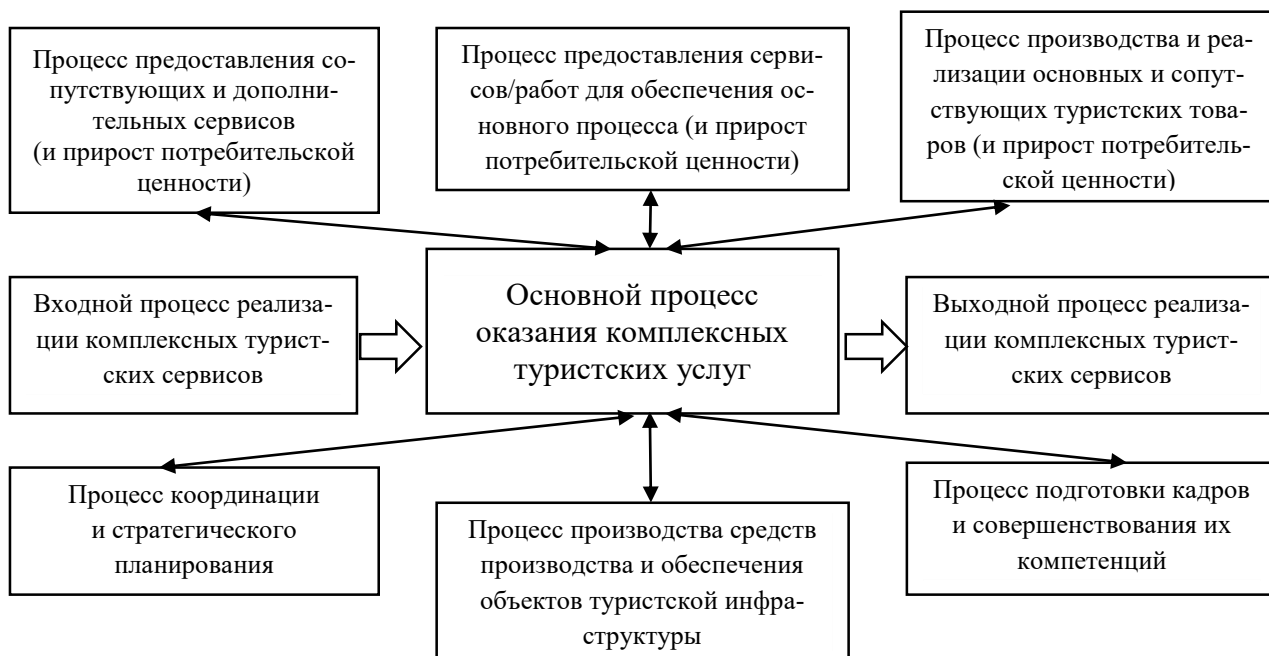 Процесс предоставления со-
путствующих и дополни-
тельных сервисов
(и прирост потребительской
ценности)
Процесс предоставления серви-
сов/работ для обеспечения ос-
новного процесса (и прирост
потребительской ценности)
Процесс производства и реа-
лизации основных и сопут-
ствующих туристских това-
ров (и прирост потребитель-
ской ценности)
Входной процесс реализа-
ции комплексных турист-
ских сервисов
Основной процесс
оказания комплексных
туристских услуг
Выходной процесс реализа-
ции комплексных турист-
ских сервисов
Процесс координации
и стратегического
планирования
Процесс производства средств
производства и обеспечения
объектов туристской инфра-
структуры
Процесс подготовки кадров
и совершенствования их
компетенций